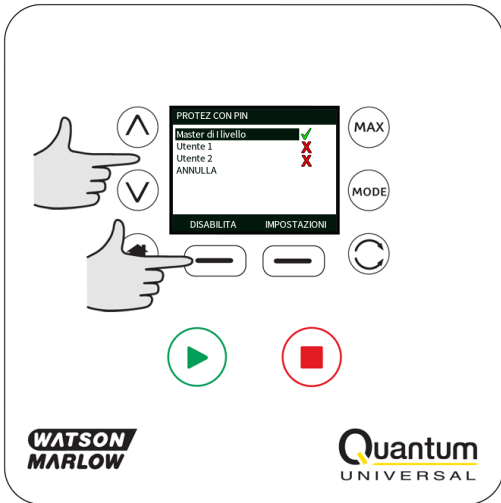 PROTEZ CON PIN
Master di I livello
Utente 1
Utente 2
ANNULLA
DISABILITA IMPOSTAZIONI
MAX
MODE
WATSON
MARLOW
Quantum
UNIVERSAL